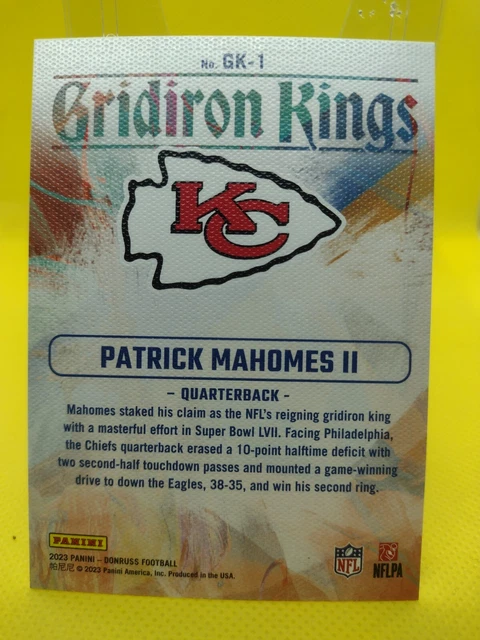 No. GK-1
Gridiron Kings
KC
PATRICK MAHOMES II
– QUARTERBACK -
Mahomes staked his claim as the NFL's reigning gridiron king
with a masterful effort in Super Bowl LVII. Facing Philadelphia,
the Chiefs quarterback erased a 10-point halftime deficit with
two second-half touchdown passes and mounted a game-winning
drive to down the Eagles, 38-35, and win his second ring.
PANINI
2023 PANINI – DONRUSS FOOTBALL
帕尼尼 © 2023 Panini America, Inc. Produced in the USA.
NFL
NFLPA